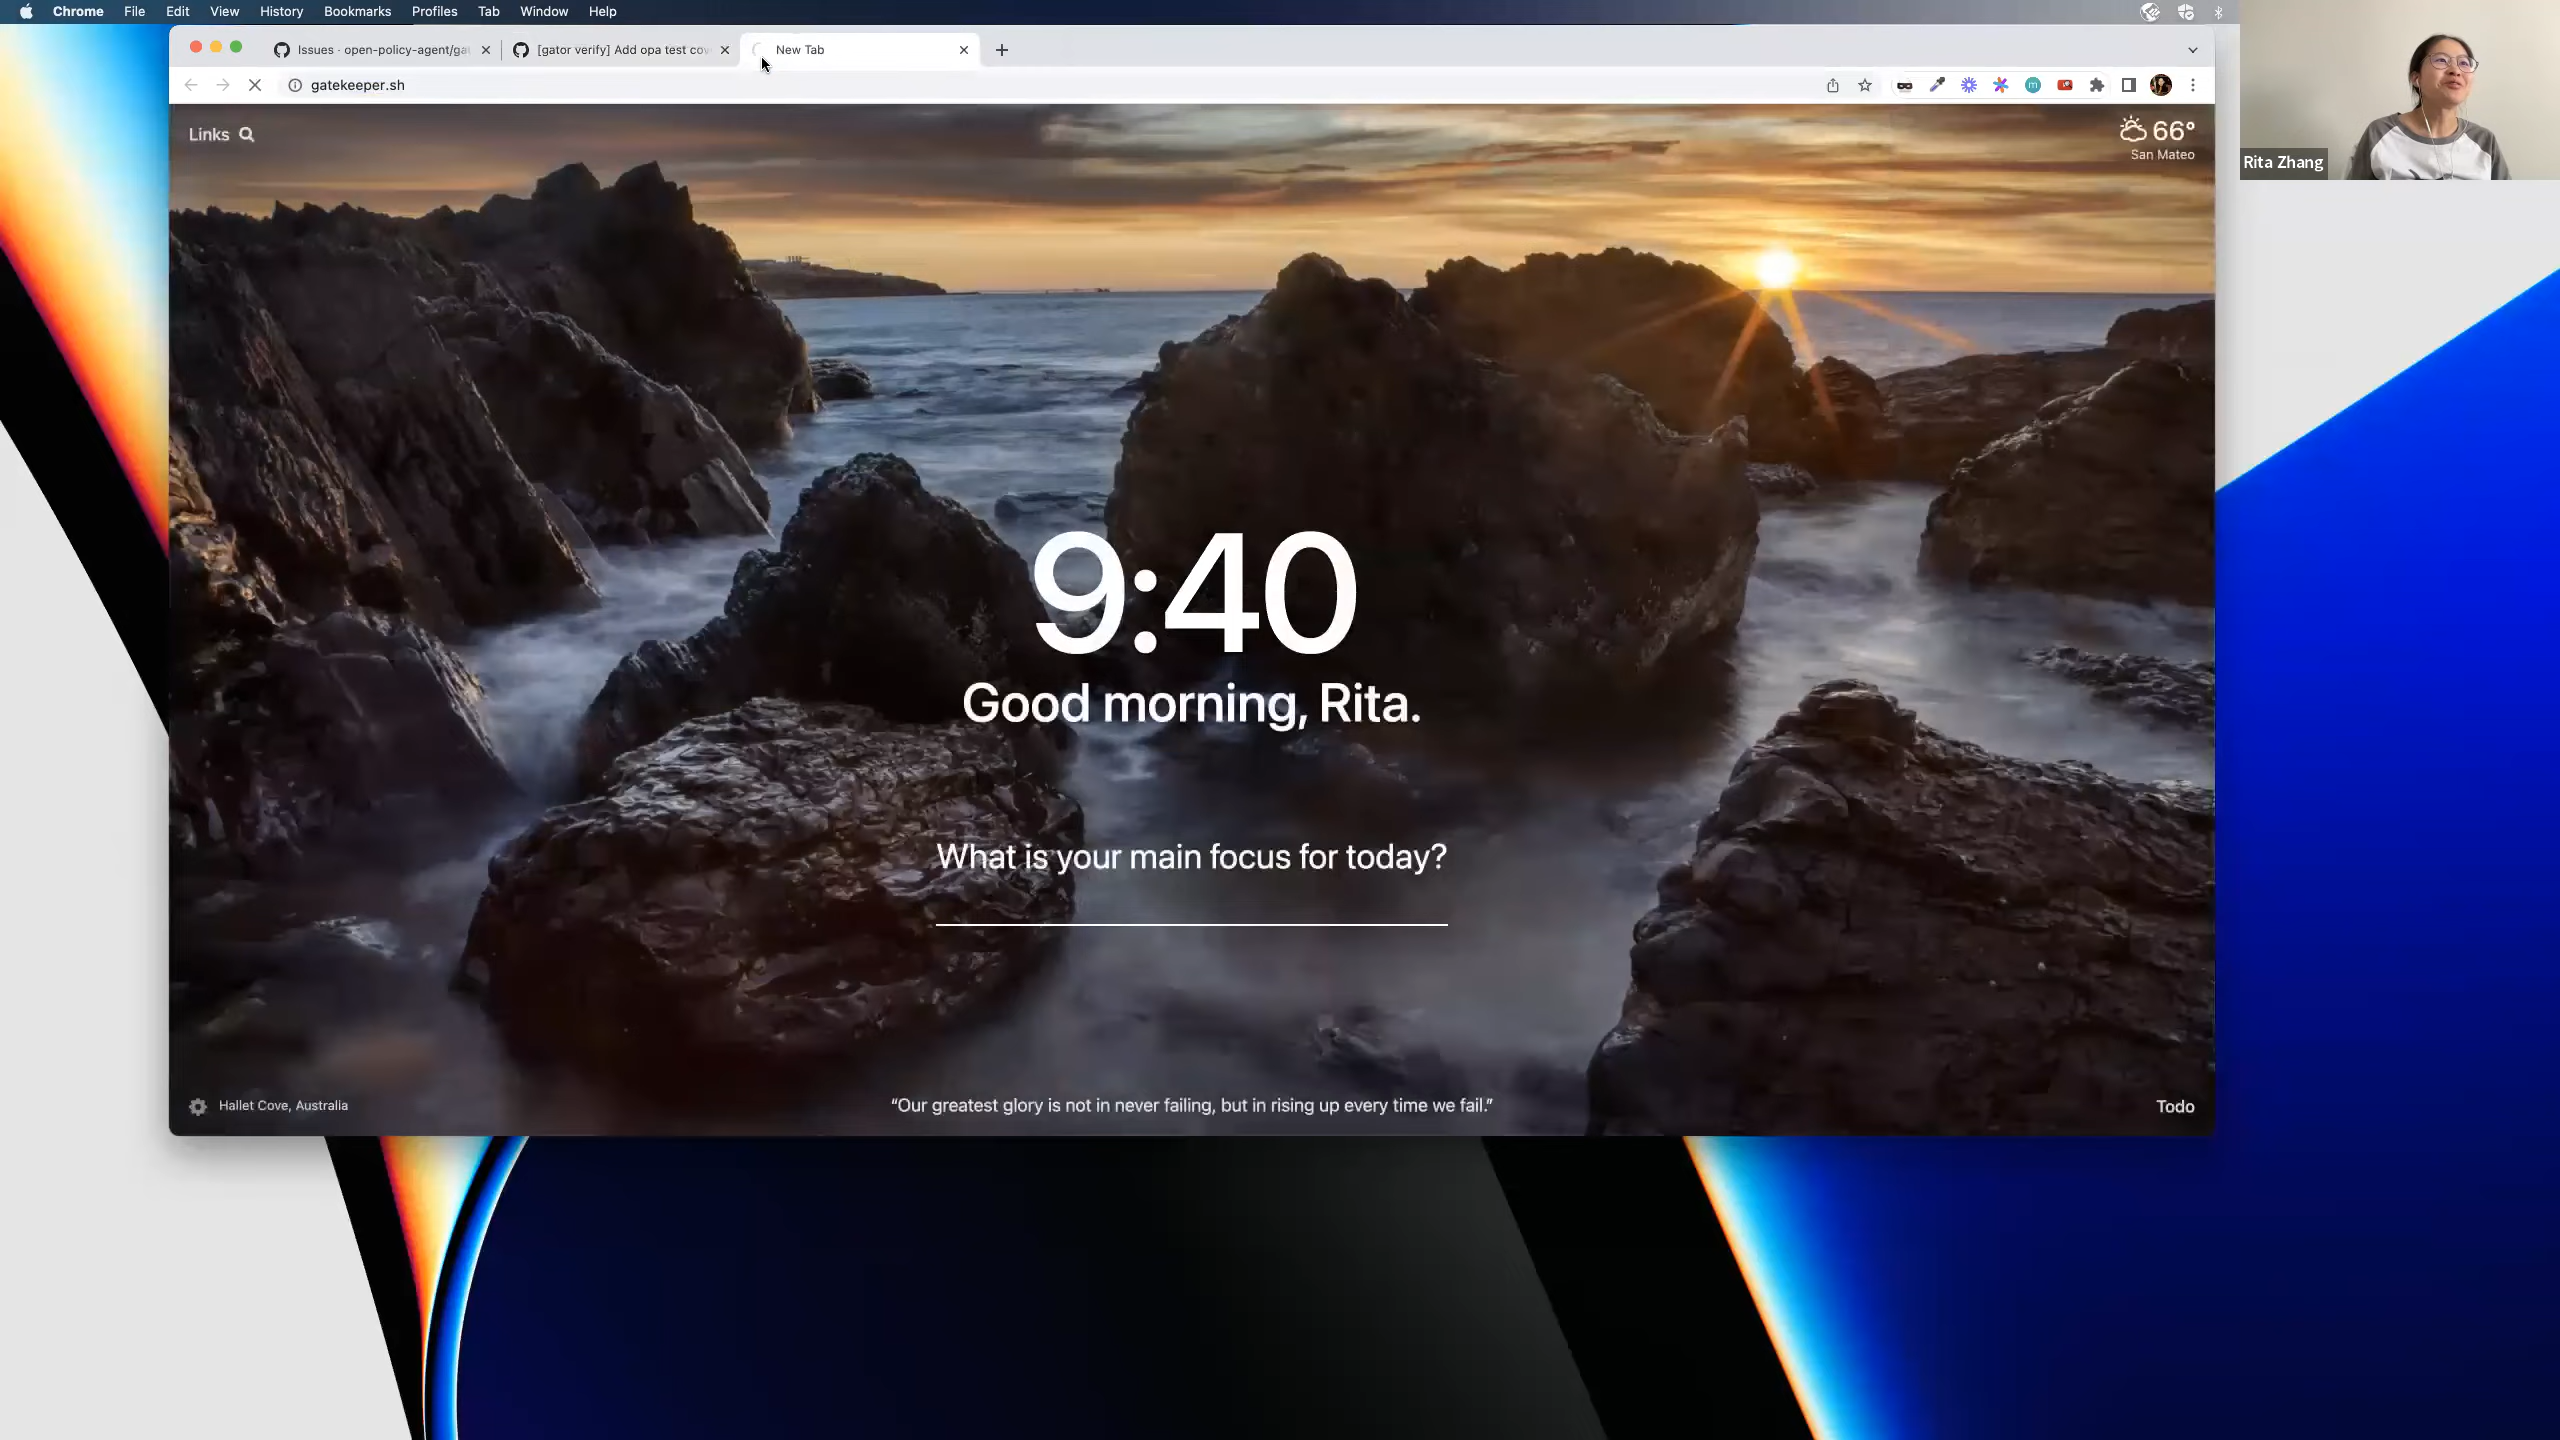 Chrome File Edit View History Bookmarks Profiles Tab Window Help
Issues · open-policy-agent/ga
[gator verify] Add opa test cov
New Tab
gatekeeper.sh
Links
66°
San Mateo
Rita Zhang
9:40
Good morning, Rita.
What is your main focus for today?
Hallet Cove, Australia
“Our greatest glory is not in never failing, but in rising up every time we fail.”
Todo